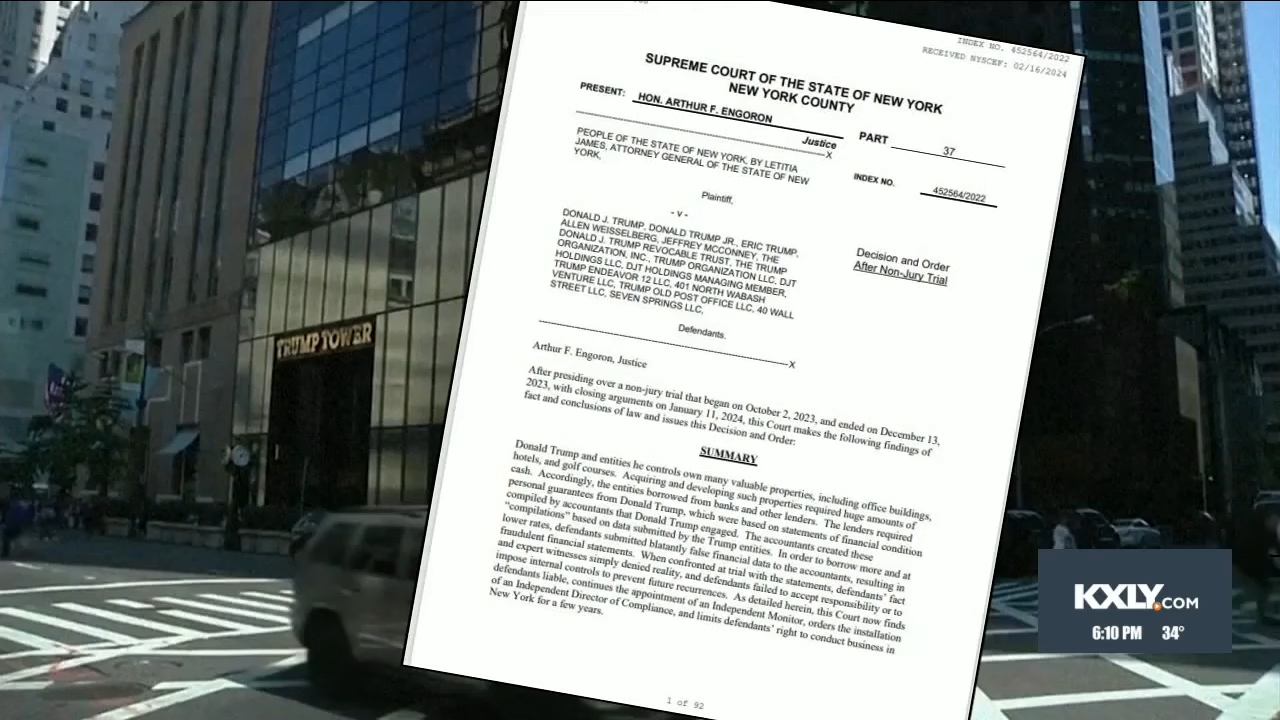 INDEX NO. 452564/2022
RECEIVED NYSCEF: 02/16/2024
SUPREME COURT OF THE STATE OF NEW YORK
NEW YORK COUNTY
PRESENT: HON. ARTHUR F. ENGORON
Justice
PART 37
X
PEOPLE OF THE STATE OF NEW YORK, BY LETITIA
JAMES, ATTORNEY GENERAL OF THE STATE OF NEW
YORK,
INDEX NO. 452564/2022
Plaintiff,
- v -
DONALD J. TRUMP, DONALD TRUMP JR., ERIC TRUMP,
ALLEN WEISSELBERG, JEFFREY MCCONNEY, THE
DONALD J. TRUMP REVOCABLE TRUST, THE TRUMP
ORGANIZATION, INC., TRUMP ORGANIZATION LLC, DJT
HOLDINGS LLC, DJT HOLDINGS MANAGING MEMBER,
TRUMP ENDEAVOR 12 LLC, 401 NORTH WABASH
VENTURE LLC, TRUMP OLD POST OFFICE LLC, 40 WALL
STREET LLC, SEVEN SPRINGS LLC,
Decision and Order
After Non-Jury Trial
Defendants.
X
Arthur F. Engoron, Justice
After presiding over a non-jury trial that began on October 2, 2023, and ended on December 13,
2023, with closing arguments on January 11, 2024, this Court makes the following findings of
fact and conclusions of law and issues this Decision and Order:
SUMMARY
Donald Trump and entities he controls own many valuable properties, including office buildings,
hotels, and golf courses. Acquiring and developing such properties required huge amounts of
cash. Accordingly, the entities borrowed from banks and other lenders. The lenders required
personal guarantees from Donald Trump, which were based on statements of financial condition
compiled by accountants that Donald Trump engaged. The accountants created these
“compilations” based on data submitted by the Trump entities. In order to borrow more and at
lower rates, defendants submitted blatantly false financial data to the accountants, resulting in
fraudulent financial statements. When confronted at trial with the statements, defendants’ fact
and expert witnesses simply denied reality, and defendants failed to accept responsibility or to
impose internal controls to prevent future recurrences. As detailed herein, this Court now finds
defendants liable, continues the appointment of an Independent Monitor, orders the installation
of an Independent Director of Compliance, and limits defendants’ right to conduct business in
New York for a few years.
1 of 92
TRUMP TOWER
KXLY.COM
6:10 PM 34°